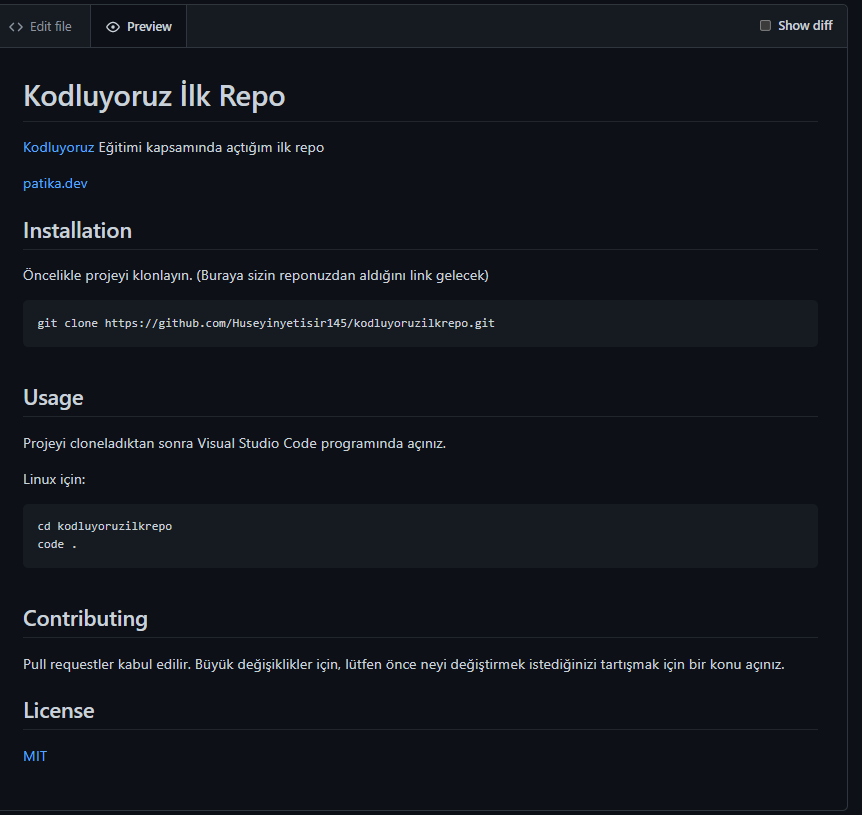 <> Edit file
Preview
Show diff
Kodluyoruz İlk Repo
Kodluyoruz Eğitimi kapsamında açtığım ilk repo
patika.dev
Installation
Öncelikle projeyi klonlayın. (Buraya sizin reponuzdan aldığını link gelecek)
git clone https://github.com/Huseyinyetisir145/kodluyoruzilkrepo.git
Usage
Projeyi cloneladıktan sonra Visual Studio Code programında açınız.
Linux için:
cd kodluyoruzilkrepo
code .
Contributing
Pull requestler kabul edilir. Büyük değişiklikler için, lütfen önce neyi değiştirmek istediğinizi tartışmak için bir konu açınız.
License
MIT